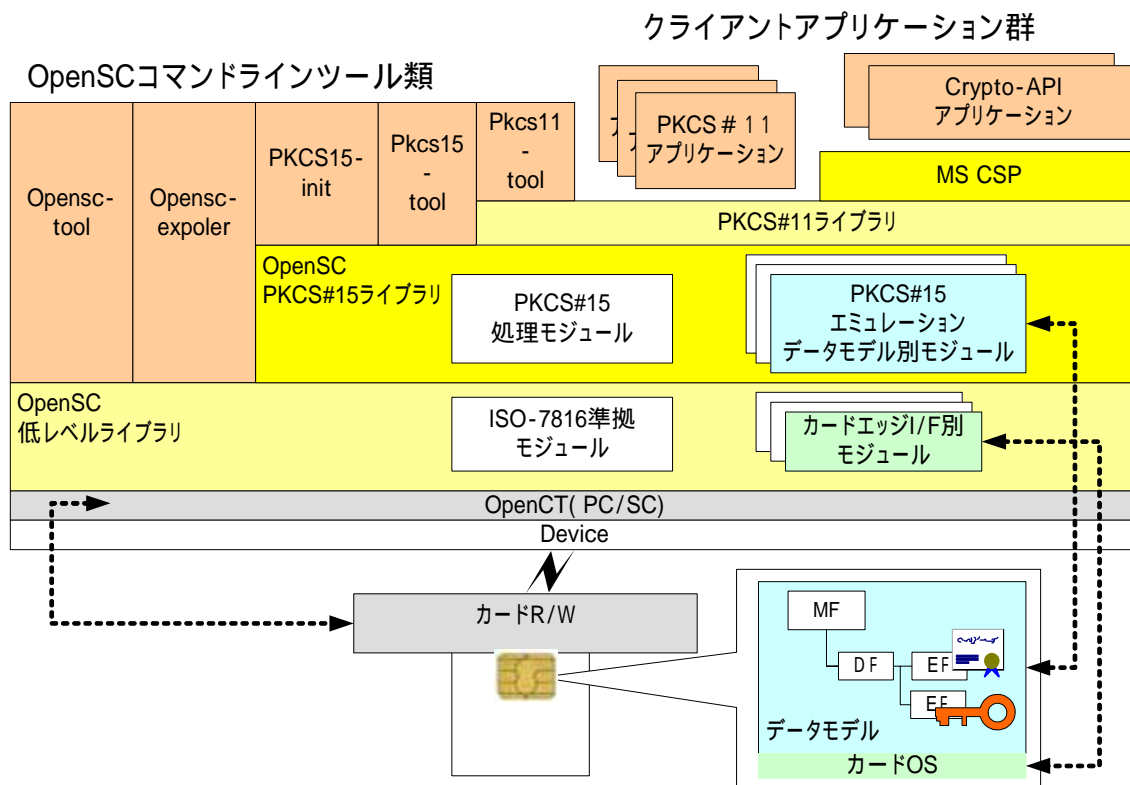 クライアントアプリケーション群
OpenSCコマンドラインツール類
Opensc-
tool
Opensc-
expoler
PKCS15-
init
Pkcs15
-
tool
Pkcs11
-
tool
ア
ア
PKCS#11
アプリケーション
Crypto-API
アプリケーション
MS CSP
PKCS#11ライブラリ
OpenSC
PKCS#15ライブラリ
PKCS#15
処理モジュール
PKCS#15
エミュレーション
データモデル別モジュール
OpenSC
低レベルライブラリ
ISO-7816準拠
モジュール
カードエッジI/F別
モジュール
OpenCT( PC/SC)
Device
カードR/W
MF
DF
EF
EF
データモデル
カードOS